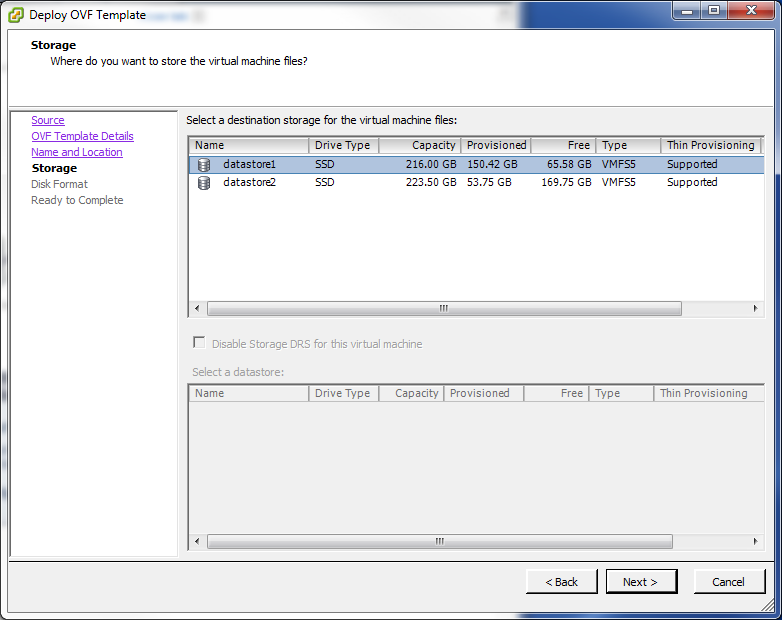 Deploy OVF Template
Storage
Where do you want to store the virtual machine files?
Source
OVF Template Details
Name and Location
Storage
Disk Format
Ready to Complete
Select a destination storage for the virtual machine files:
Name Drive Type Capacity Provisioned Free Type Thin Provisioning
datastore1 SSD 216.00 GB 150.42 GB 65.58 GB VMFS5 Supported
datastore2 SSD 223.50 GB 53.75 GB 169.75 GB VMFS5 Supported
Disable Storage DRS for this virtual machine
Select a datastore:
Name Drive Type Capacity Provisioned Free Type Thin Provisioning
< Back Next > Cancel